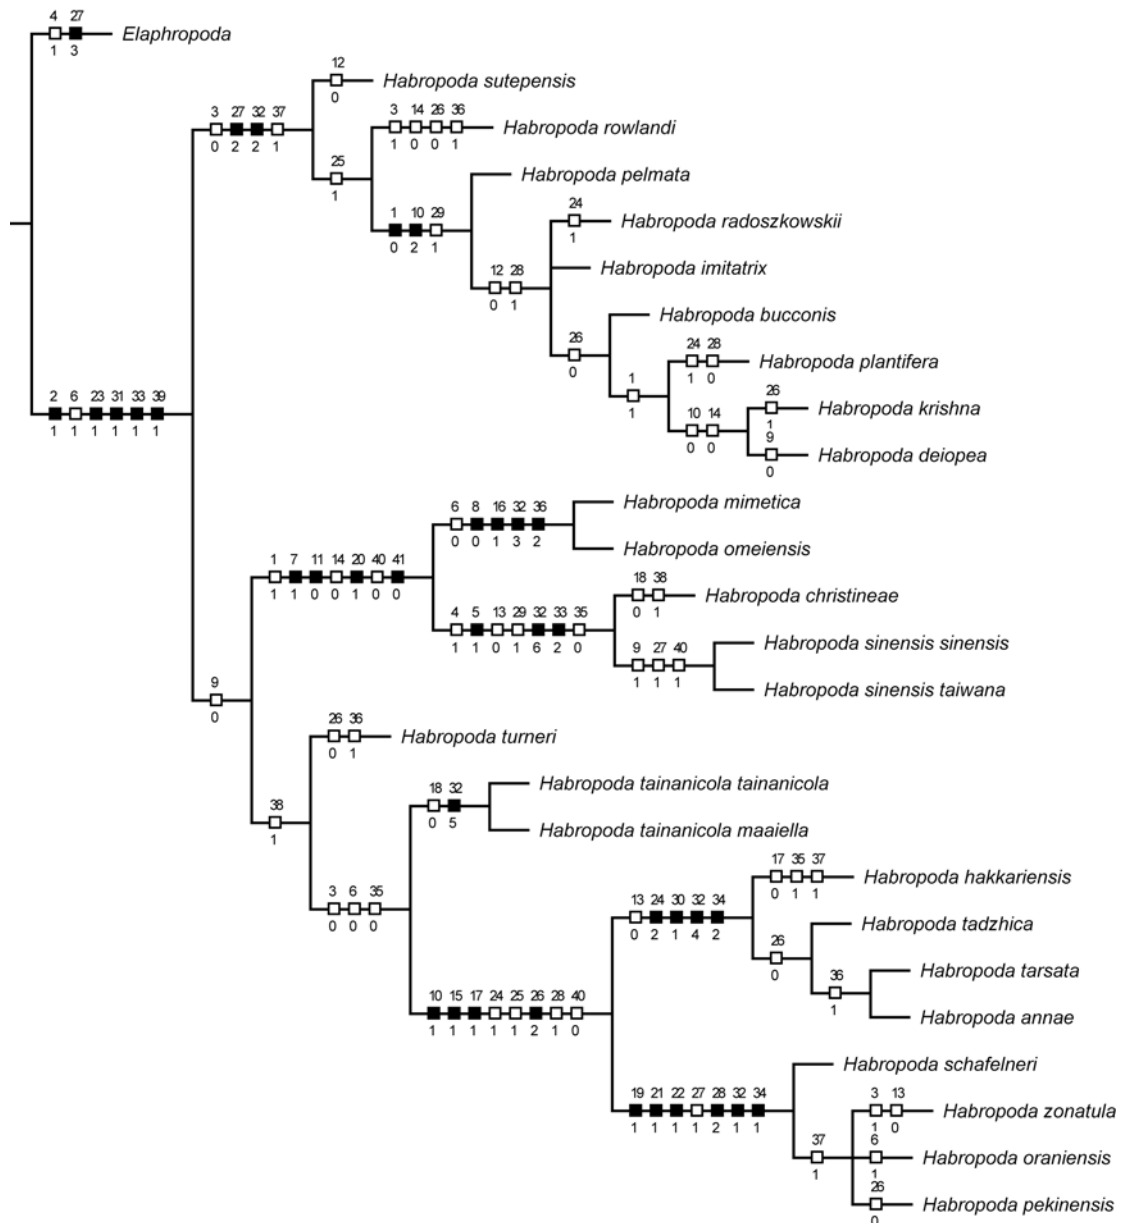 4 27
Elaphropoda
1 3
12
Habropoda sutepensis
0
3 27 32 37
0 2 2 1
3 14 26 36
Habropoda rowlandi
1 0 0 1
25
1
Habropoda pelmata
1 10 29
0 2 1
24
Habropoda radoszkowskii
1
12 28
0 1
Habropoda imitatrix
Habropoda bucconis
26
0
24 28
Habropoda plantifera
1 0
1
1
26
Habropoda krishna
1
10 14
0 0
9
Habropoda deiopea
0
2 6 23 31 33 39
1 1 1 1 1 1
Habropoda mimetica
6 8 16 32 36
0 0 1 3 2
Habropoda omeiensis
1 7 11 14 20 40 41
1 1 0 0 1 0 0
18 38
Habropoda christineae
0 1
4 5 13 29 32 33 35
1 1 0 1 6 2 0
Habropoda sinensis sinensis
9 27 40
1 1 1
Habropoda sinensis taiwana
9
0
26 36
Habropoda turneri
0 1
Habropoda tainanicola tainanicola
18 32
0 5
Habropoda tainanicola maaiella
38
1
17 35 37
Habropoda hakkariensis
0 1 1
3 6 35
0 0 0
13 24 30 32 34
0 2 1 4 2
Habropoda tadzhica
26
0
Habropoda tarsata
36
1
Habropoda annae
10 15 17 24 25 26 28 40
1 1 1 1 1 2 1 0
Habropoda schafelneri
19 21 22 27 28 32 34
1 1 1 1 2 1 1
3 13
Habropoda zonatula
1 0
37
1
6
Habropoda oraniensis
1
26
Habropoda pekinensis
0